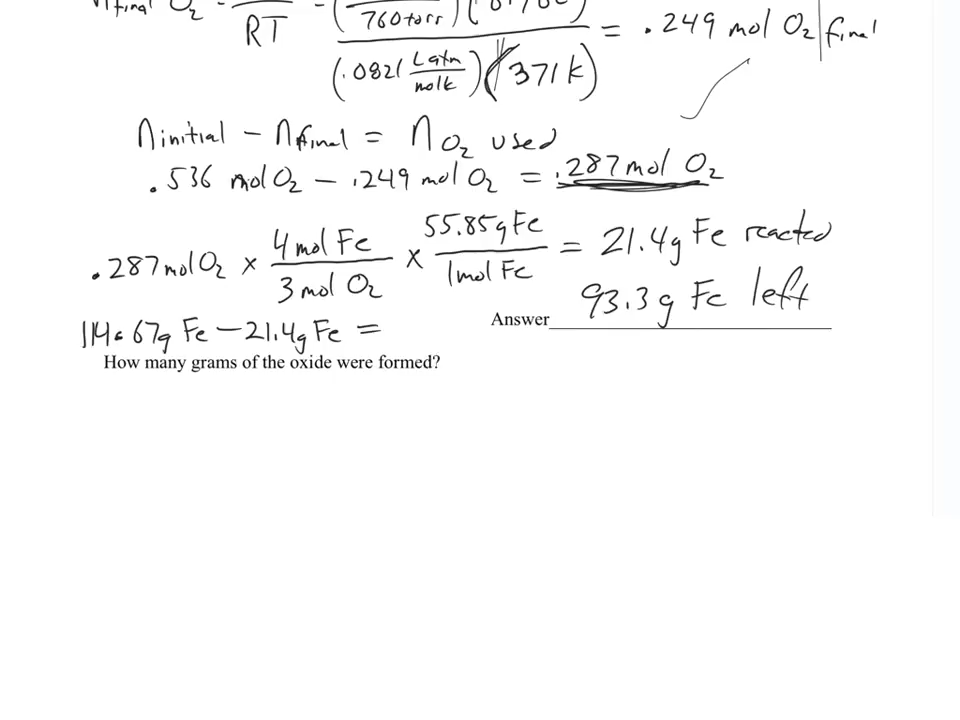 O₂
RT
760 torr
= .249 mol O₂ | final
(.0821 L atm / mol k) (371 k)
n initial − n final = n O₂ used
.536 mol O₂ − .249 mol O₂ = .287 mol O₂
.287 mol O₂ × 4 mol Fe / 3 mol O₂ × 55.85 g Fe / 1 mol Fe = 21.4 g Fe reacted
93.3 g Fe left
114.67g Fe − 21.4g Fe =
Answer
How many grams of the oxide were formed?